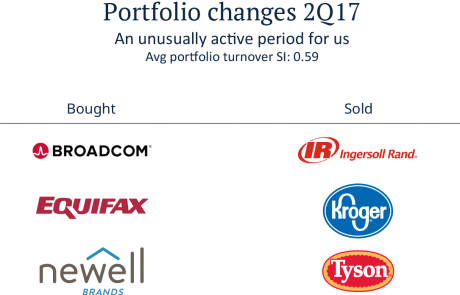 Portfolio changes 2Q17
An unusually active period for us
Avg portfolio turnover SI: 0.59
Bought Sold
BROADCOM® IR Ingersoll Rand®
EQUIFAX Kroger
newell BRANDS Tyson